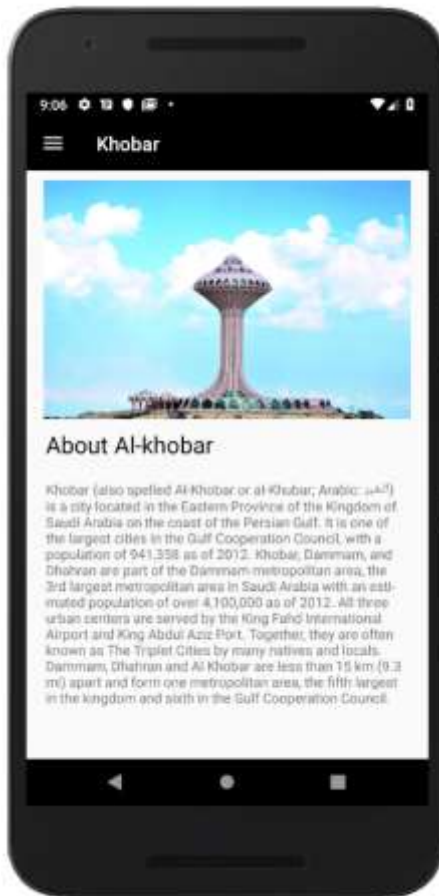 9:06
Khobar
About Al-khobar
Khobar (also spelled Al-Khobar or al-Khubar; Arabic: الخبر)
is a city located in the Eastern Province of the Kingdom of
Saudi Arabia on the coast of the Persian Gulf. It is one of
the largest cities in the Gulf Cooperation Council, with a
population of 941,358 as of 2012. Khobar, Dammam, and
Dhahran are part of the Dammam metropolitan area, the
3rd largest metropolitan area in Saudi Arabia with an esti-
mated population of over 4,100,000 as of 2012. All three
urban centers are served by the King Fahd International
Airport and King Abdul Aziz Port. Together, they are often
known as The Triplet Cities by many natives and locals.
Dammam, Dhahran and Al Khobar are less than 15 km (9.3
mi) apart and form one metropolitan area, the fifth largest
in the kingdom and sixth in the Gulf Cooperation Council.